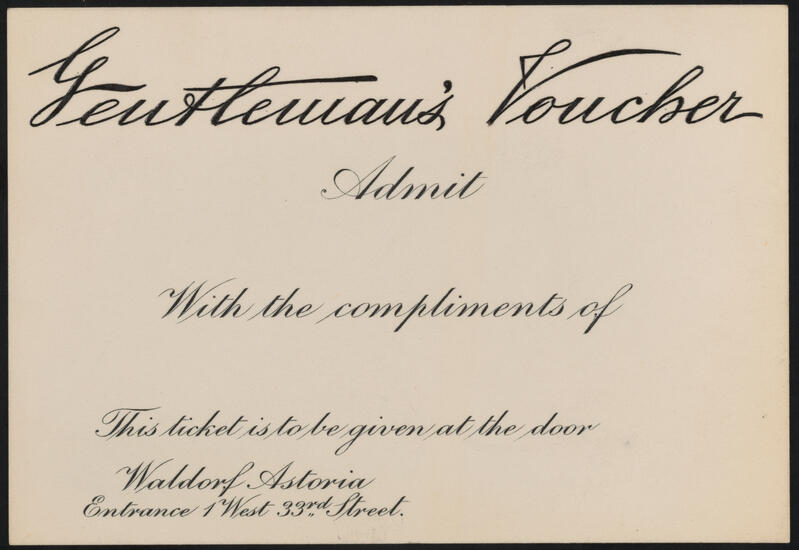 Gentleman's Voucher
Admit
With the compliments of
This ticket is to be given at the door
Waldorf Astoria
Entrance 1 West 33rd Street.